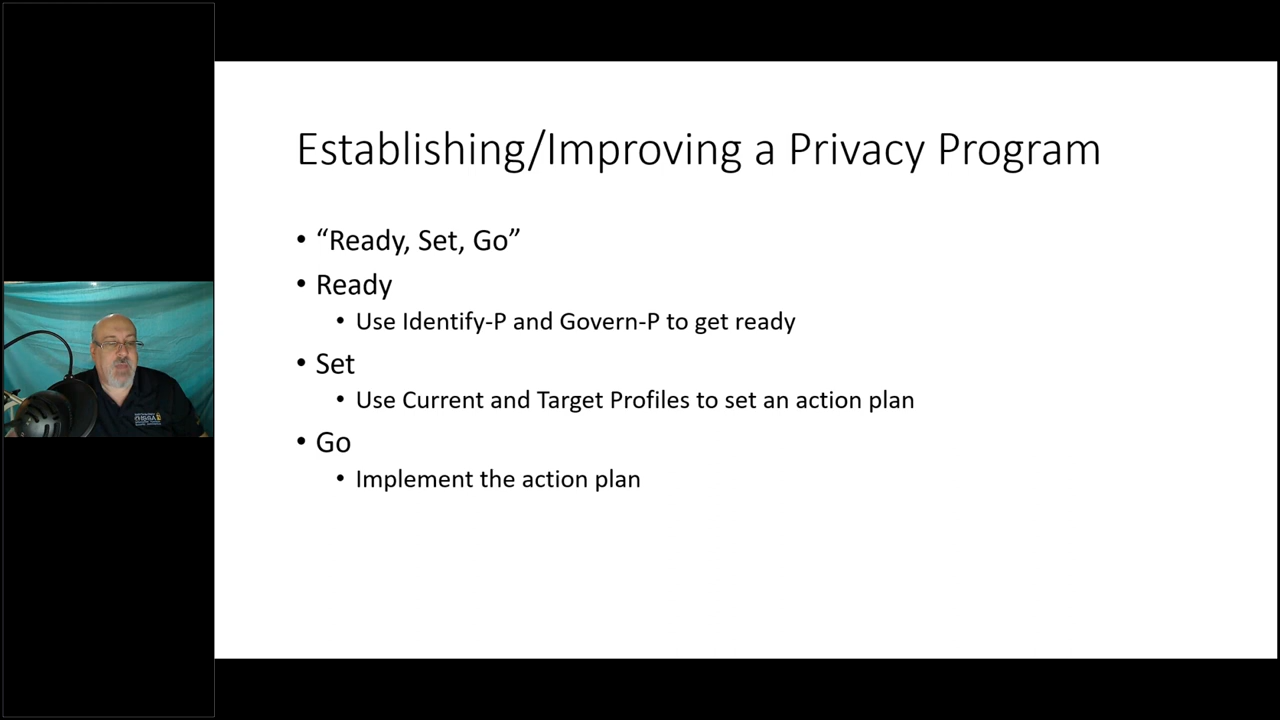 Establishing/Improving a Privacy Program
• “Ready, Set, Go”
• Ready
• Use Identify-P and Govern-P to get ready
• Set
• Use Current and Target Profiles to set an action plan
• Go
• Implement the action plan